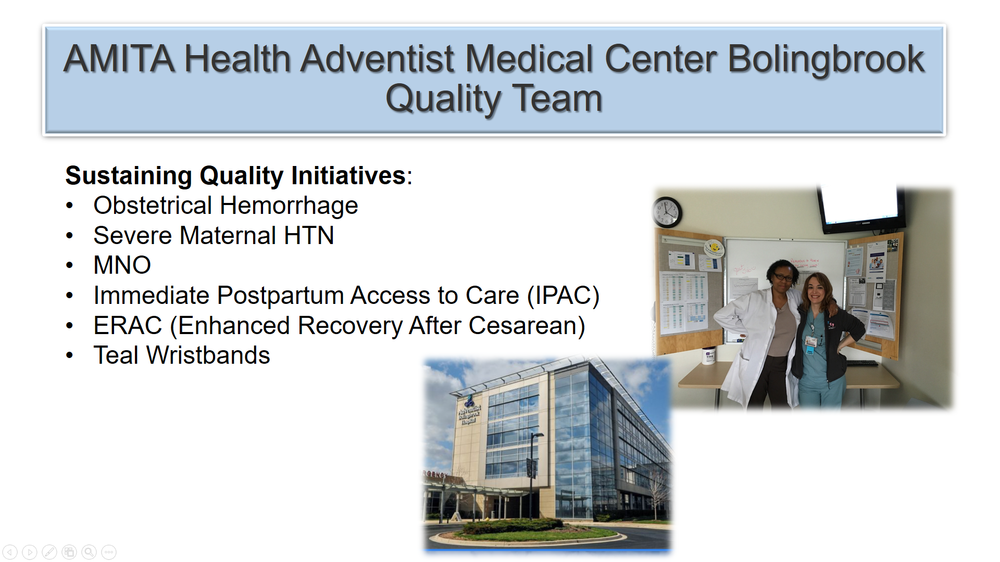 AMITA Health Adventist Medical Center Bolingbrook
Quality Team
Sustaining Quality Initiatives:
• Obstetrical Hemorrhage
• Severe Maternal HTN
• MNO
• Immediate Postpartum Access to Care (IPAC)
• ERAC (Enhanced Recovery After Cesarean)
• Teal Wristbands
Adventist
Bolingbrook
Hospital
RGENCY